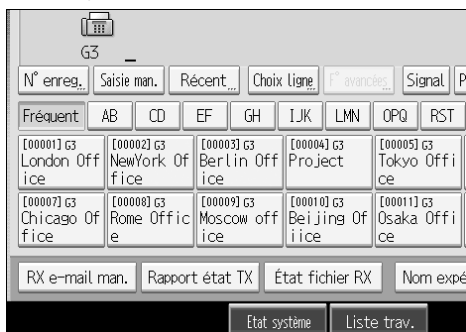 G3 _
N° enreg. Saisie man. Récent Choix ligne F° avancées Signal P
Fréquent AB CD EF GH IJK LMN OPQ RST
[00001] G3 [00002] G3 [00003] G3 [00004] G3 [00005] G3
London Off NewYork Of Berlin Off Project Tokyo Offi
ice ffice ice ce
[00007] G3 [00008] G3 [00009] G3 [00010] G3 [00011] G3
Chicago Of Rome Offic Moscow off Beijing Of Osaka Offi
ffice e ice iice ce
RX e-mail man. Rapport état TX État fichier RX Nom expé
Etat système Liste trav.